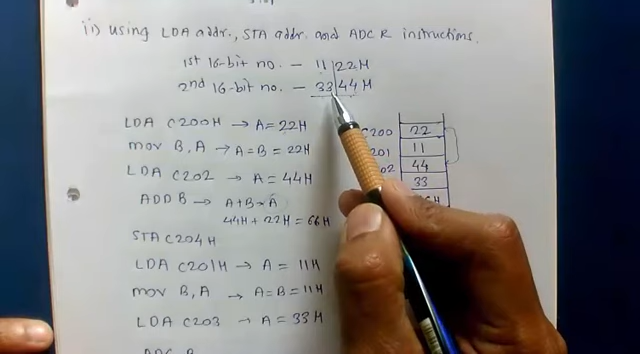 ii) Using LDA addr., STA addr. and ADC R instructions.
1st 16-bit no. - 11 22H
2nd 16-bit no. - 33 44 H
LDA C200H → A = 22H
mov B, A → A = B = 22H
LDA C202 → A = 44H
ADD B → A+B → A
44H + 22H = 66H
STA C204H
LDA C201H → A = 11H
mov B, A → A = B = 11H
LDA C203 → A = 33H
C200 22
11
44
33